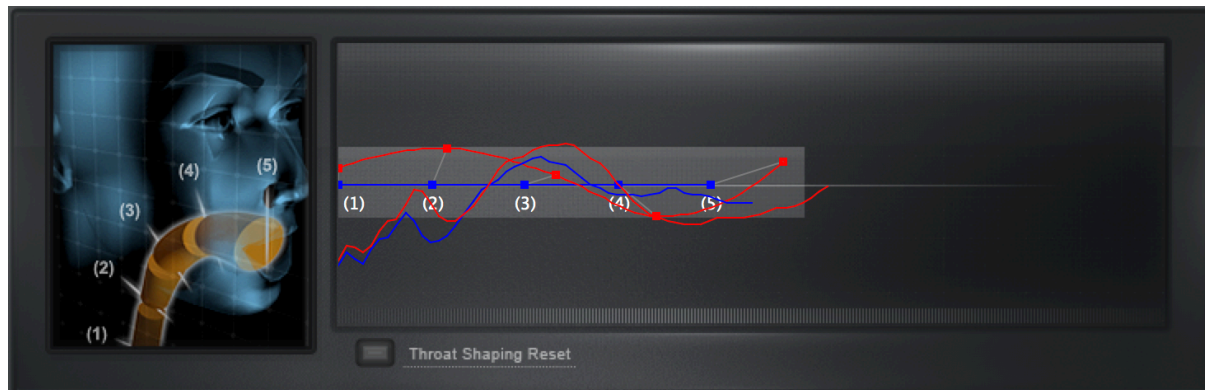 (4)
(5)
(3)
(2)
(1)
(1) (2) (3) (4) (5)
Throat Shaping Reset